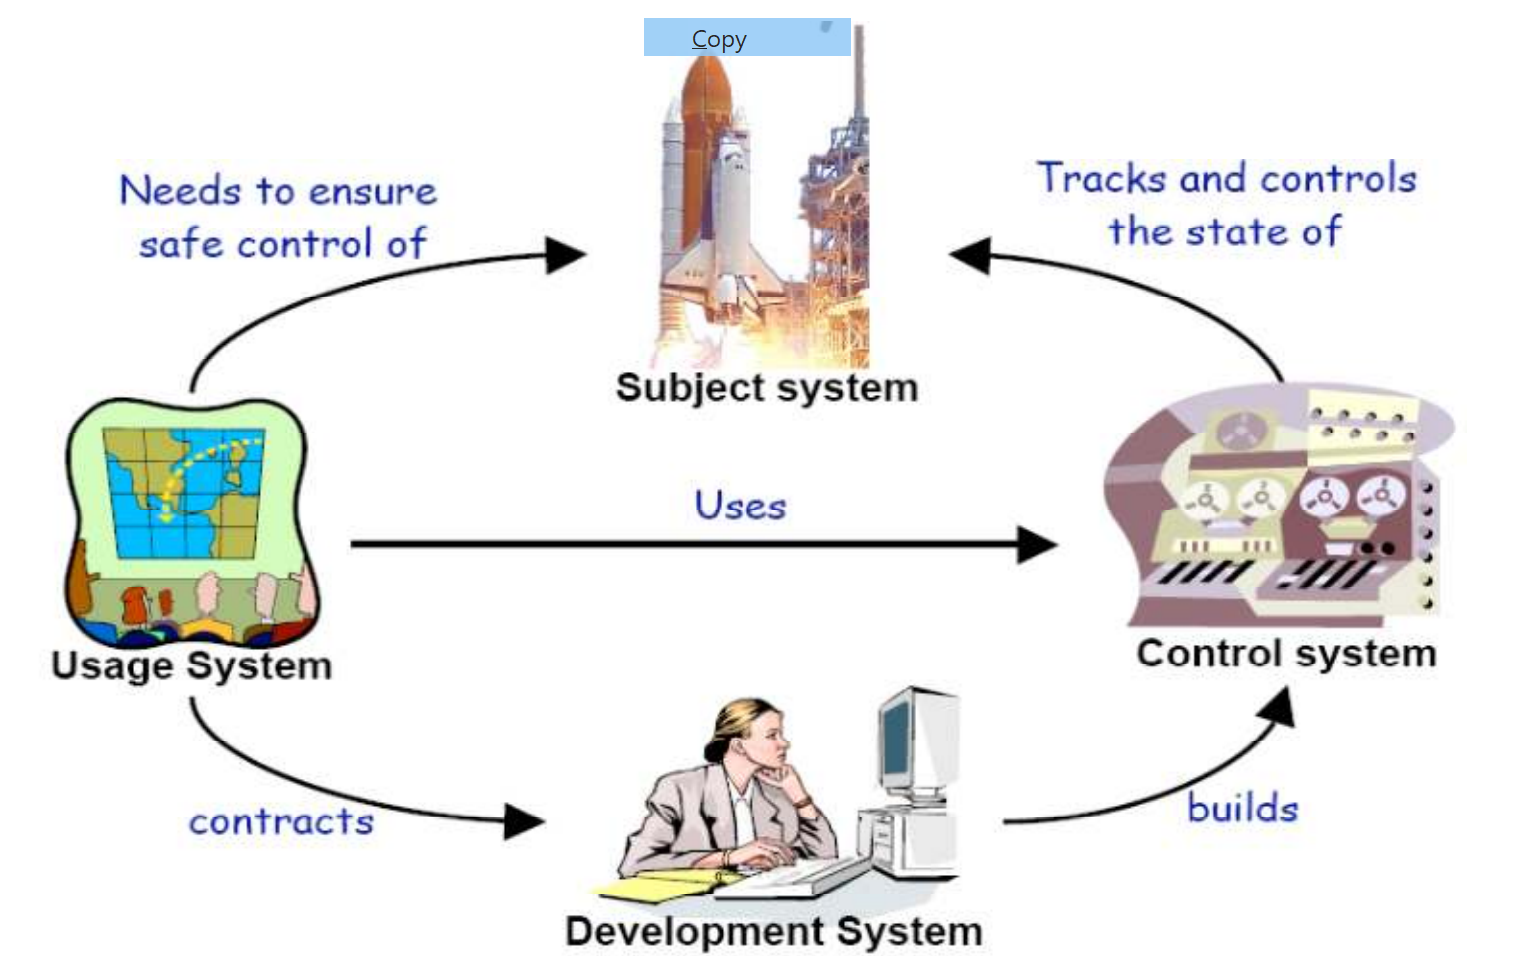 Copy
Needs to ensure
safe control of
Tracks and controls
the state of
Subject system
Uses
Usage System
Control system
contracts
builds
Development System